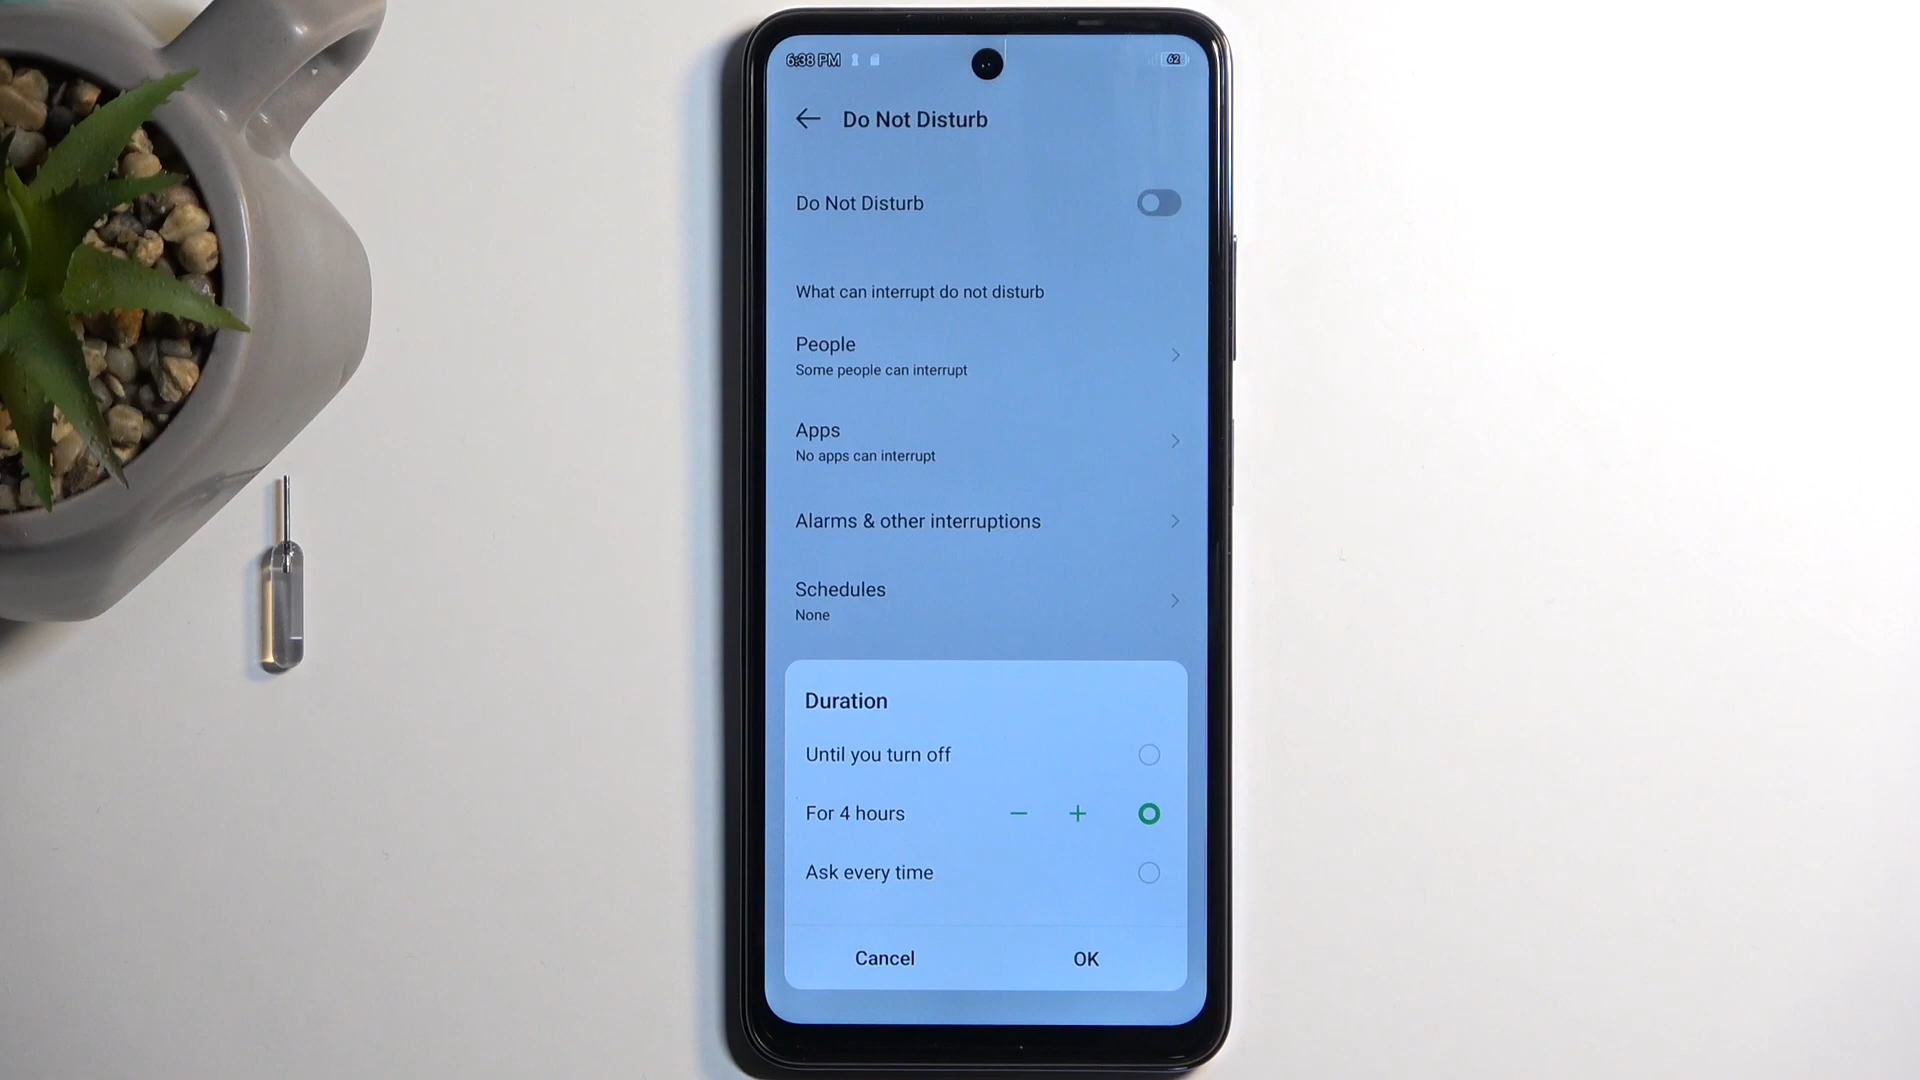 6:38 PM
62
Do Not Disturb
Do Not Disturb
What can interrupt do not disturb
People
Some people can interrupt
Apps
No apps can interrupt
Alarms & other interruptions
Schedules
None
Duration
Until you turn off
For 4 hours − +
Ask every time
Cancel OK